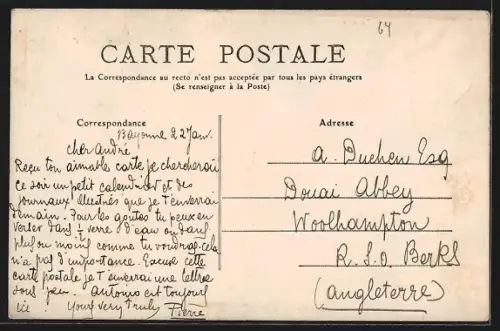 64
CARTE POSTALE
La Correspondance au recto n'est pas acceptée par tous les pays étrangers
(Se renseigner à la Poste)
Correspondance
Adresse
Bayonne 22 Janv.
cher André
Reçu ton aimable carte je chercherai
ce soir un petit calendrier et des
journaux illustrés que je t'enverrai
demain. Pour les goutes tu peux en
verser dans ½ verre d'eau ou dans
plus ou moins comme tu voudras cela
n'a pas d'importance. Excuse cette
carte postale je t'enverrai une lettre
sous peu. Antonio est toujours
ici. Yours very truly Pierre
A. Duchen Esq
Douai Abbey
Woolhampton
R.S.O Berks
(Angleterre)